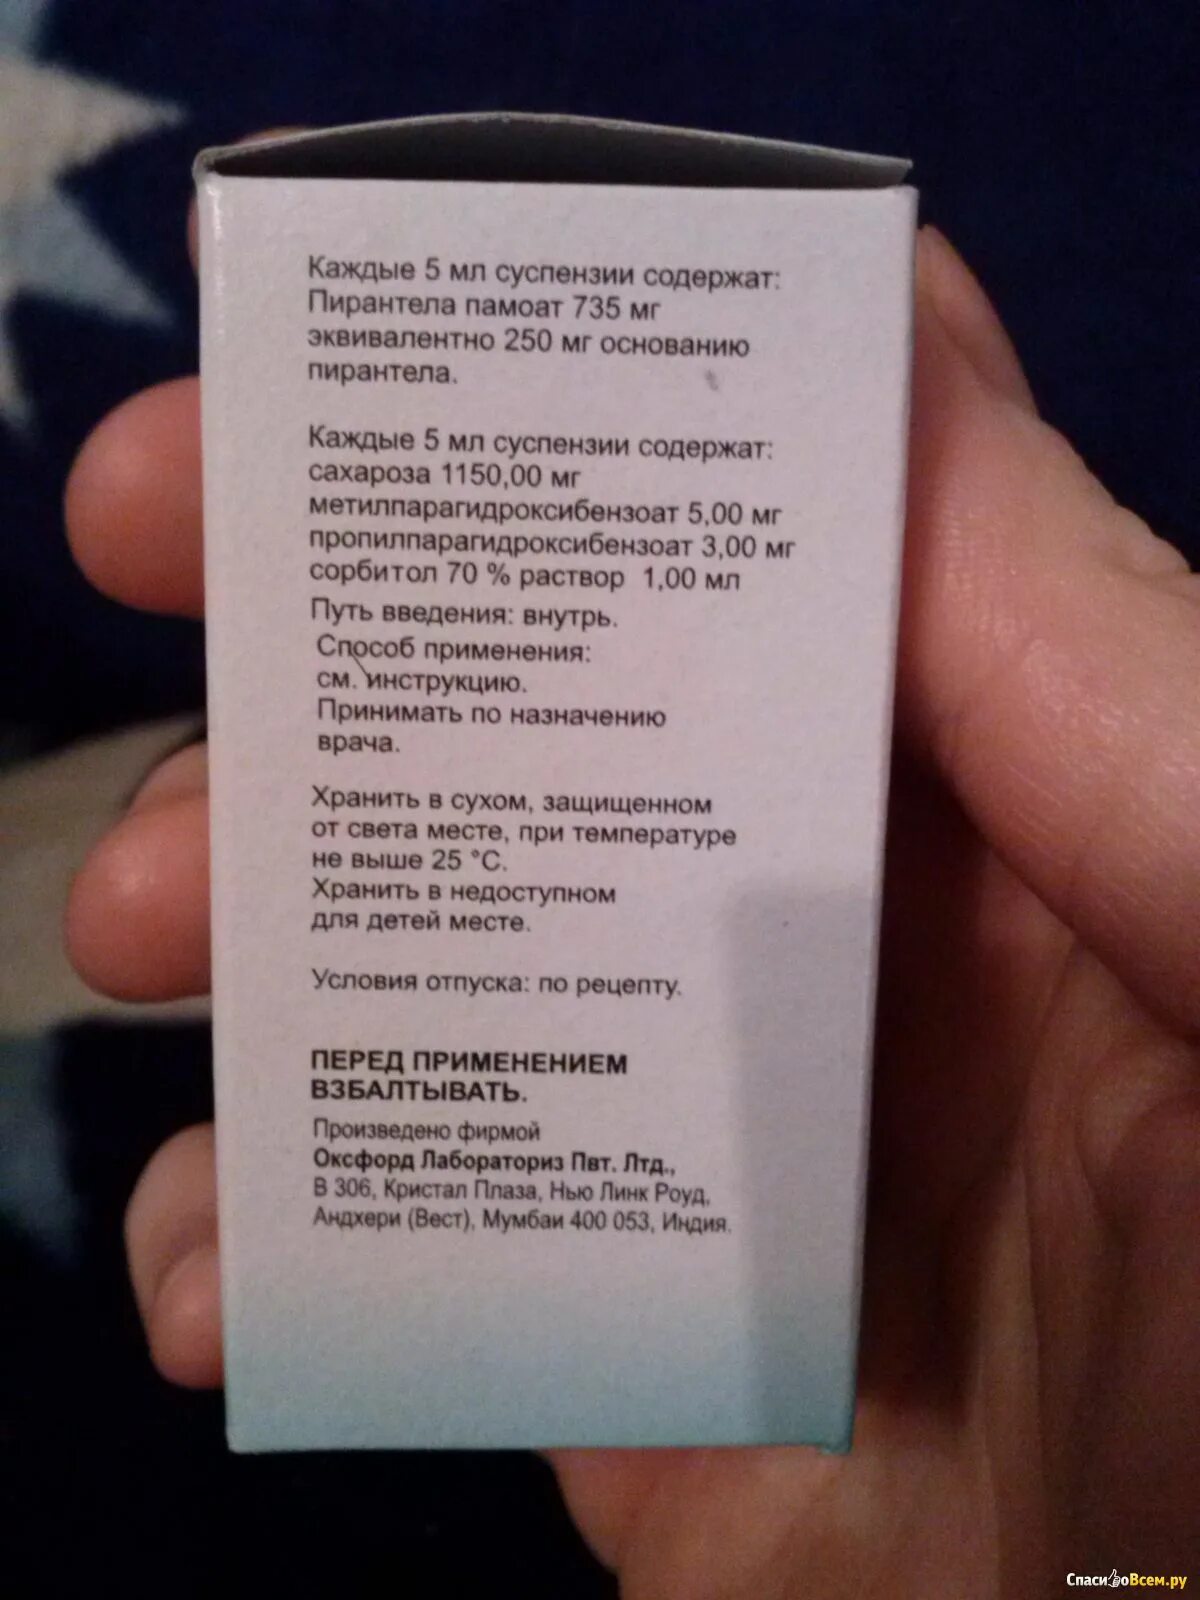 Каждые 5 мл суспензии содержат:
Пирантела памоат 735 мг
эквивалентно 250 мг основанию
пирантела.
Каждые 5 мл суспензии содержат:
сахароза 1150,00 мг
метилпарагидроксибензоат 5,00 мг
пропилпарагидроксибензоат 3,00 мг
сорбитол 70 % раствор 1,00 мл
Путь введения: внутрь.
Способ применения:
см. инструкцию.
Принимать по назначению
врача.
Хранить в сухом, защищенном
от света месте, при температуре
не выше 25 °С.
Хранить в недоступном
для детей месте.
Условия отпуска: по рецепту.
ПЕРЕД ПРИМЕНЕНИЕМ
ВЗБАЛТЫВАТЬ.
Произведено фирмой
Оксфорд Лабораториз Пвт. Лтд.,
В 306, Кристал Плаза, Нью Линк Роуд,
Андхери (Вест), Мумбаи 400 053, Индия.
СпасибоВсем.ру